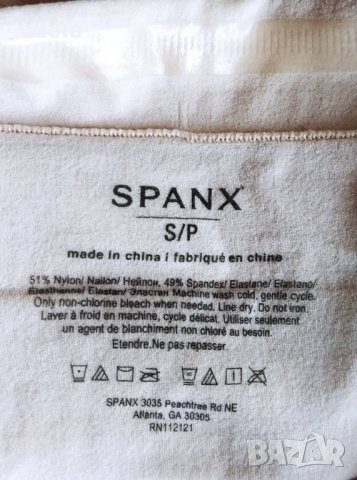 SPANX
S/P
made in china / fabriqué en chine
51% Nylon/ Nailon/ Нейлон, 49% Spandex/ Elastane/ Elastano/
Elasthanne/ Elastan/ Эластан Machine wash cold, gentle cycle.
Only non-chlorine bleach when needed. Line dry. Do not iron.
Layer á froid en machine, cycle délicat. Utiliser seulement
un agent de blanchiment non chloré au besoin.
Etendre.Ne pas repasser.
SPANX 3035 Peachtree Rd NE
Atlanta, GA 30305
RN112121
BAZAR